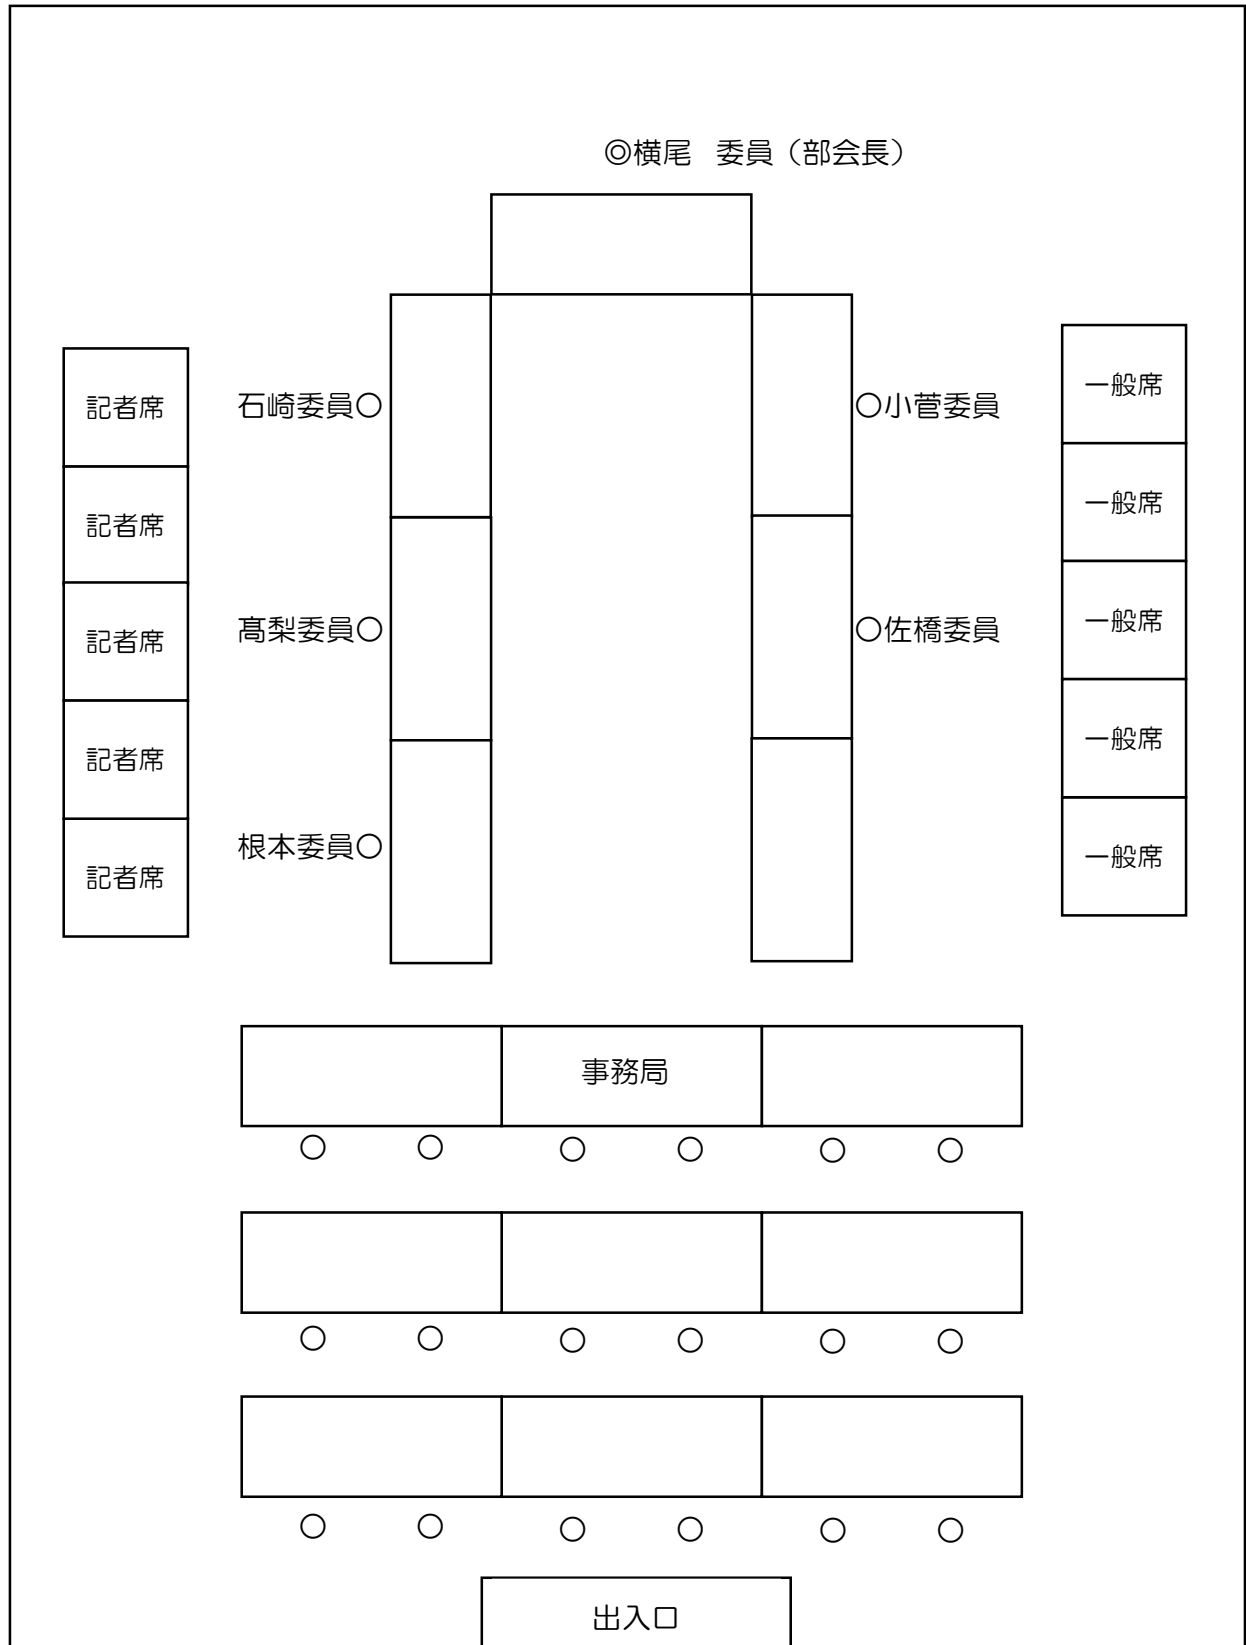 ◎横尾 委員（部会長）
記者席
石崎委員○
○小菅委員
一般席
記者席
一般席
記者席
髙梨委員○
○佐橋委員
一般席
記者席
一般席
記者席
根本委員○
一般席
事務局
○ ○ ○ ○ ○ ○
○ ○ ○ ○ ○ ○
○ ○ ○ ○ ○ ○
出入口